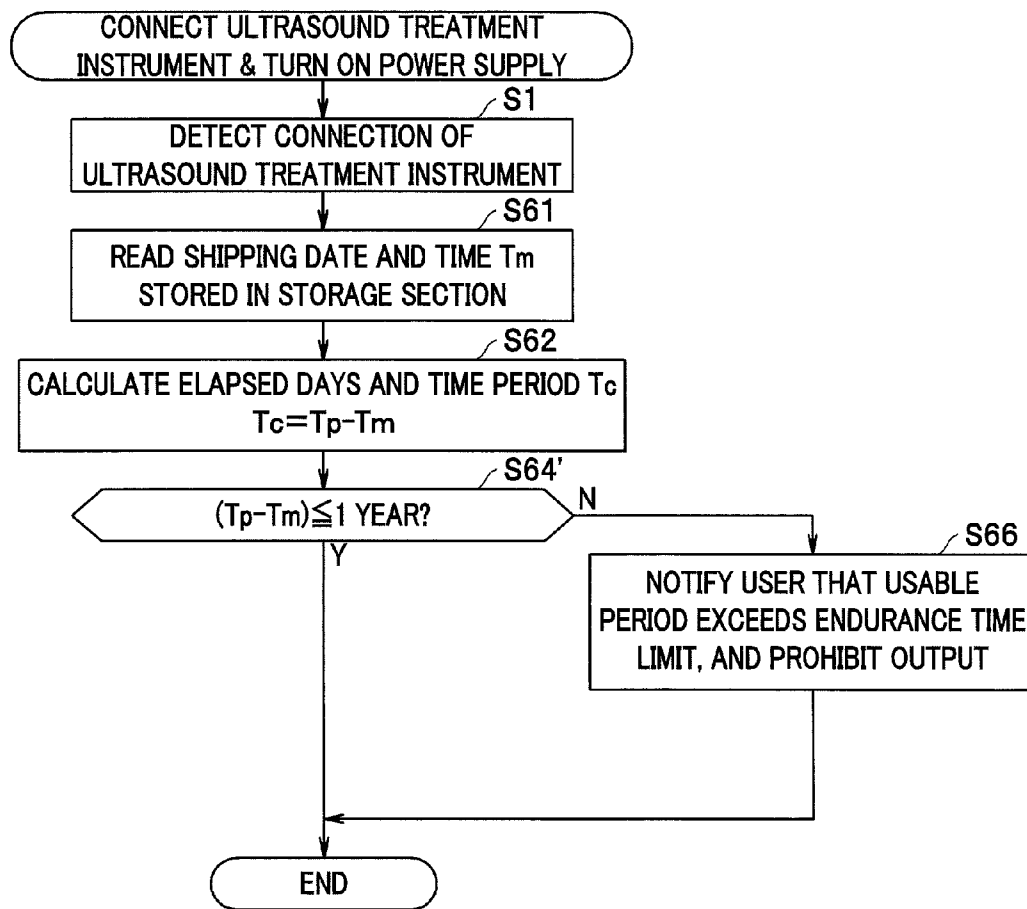 CONNECT ULTRASOUND TREATMENT
INSTRUMENT & TURN ON POWER SUPPLY
S1
DETECT CONNECTION OF
ULTRASOUND TREATMENT INSTRUMENT
S61
READ SHIPPING DATE AND TIME Tm
STORED IN STORAGE SECTION
S62
CALCULATE ELAPSED DAYS AND TIME PERIOD Tc
Tc=Tp-Tm
S64'
(Tp-Tm)≦1 YEAR?
N
Y
S66
NOTIFY USER THAT USABLE
PERIOD EXCEEDS ENDURANCE TIME
LIMIT, AND PROHIBIT OUTPUT
END